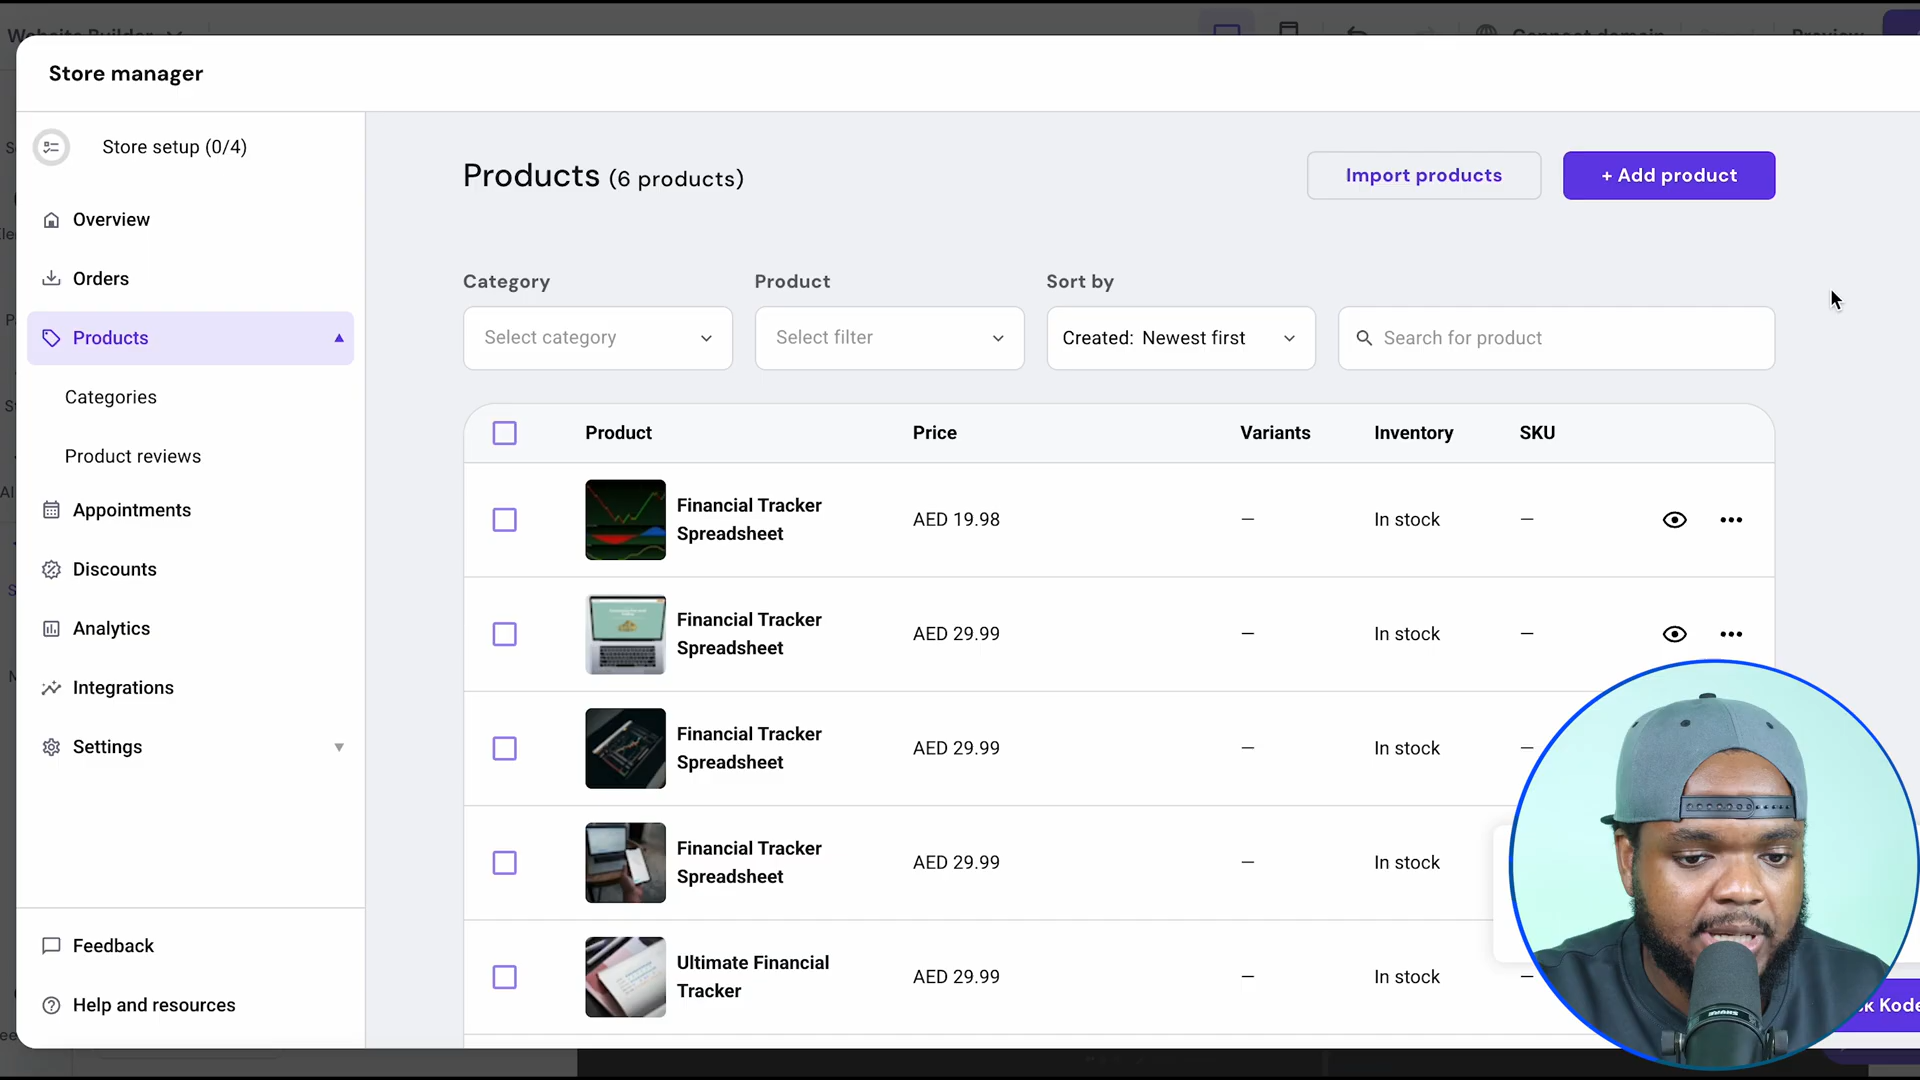 Store manager
Store setup (0/4)
Overview
Orders
Products
Categories
Product reviews
Appointments
Discounts
Analytics
Integrations
Settings
Feedback
Help and resources
Products (6 products)
Import products
+ Add product
Category
Product
Sort by
Select category
Select filter
Created: Newest first
Search for product
Product Price Variants Inventory SKU
Financial Tracker
Spreadsheet
AED 19.98 — In stock —
Financial Tracker
Spreadsheet
AED 29.99 — In stock —
Financial Tracker
Spreadsheet
AED 29.99 — In stock —
Financial Tracker
Spreadsheet
AED 29.99 — In stock
Ultimate Financial
Tracker
AED 29.99 — In stock —
SHURE